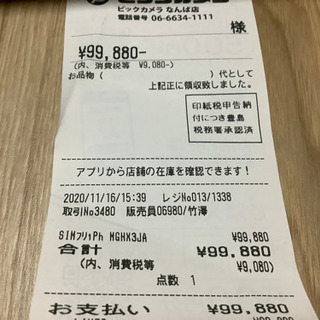 ビックカメラ なんば店
電話番号 06-6634-1111
様
¥99,880-
(内、消費税等 ¥9,080-)
お品物( )代として
上記正に領収致しました。
印紙税申告納
付につき豊島
税務署承認済
アプリから店舗の在庫を確認できます!
2020/11/16/15:39 レジNo013/1338
取引No3480 販売員06980/竹澤
SIMフリiPh MGHX3JA ¥99,880
合計 ¥99,880
(内、消費税等 ¥9,080)
点数 1
お支払い ¥99,880